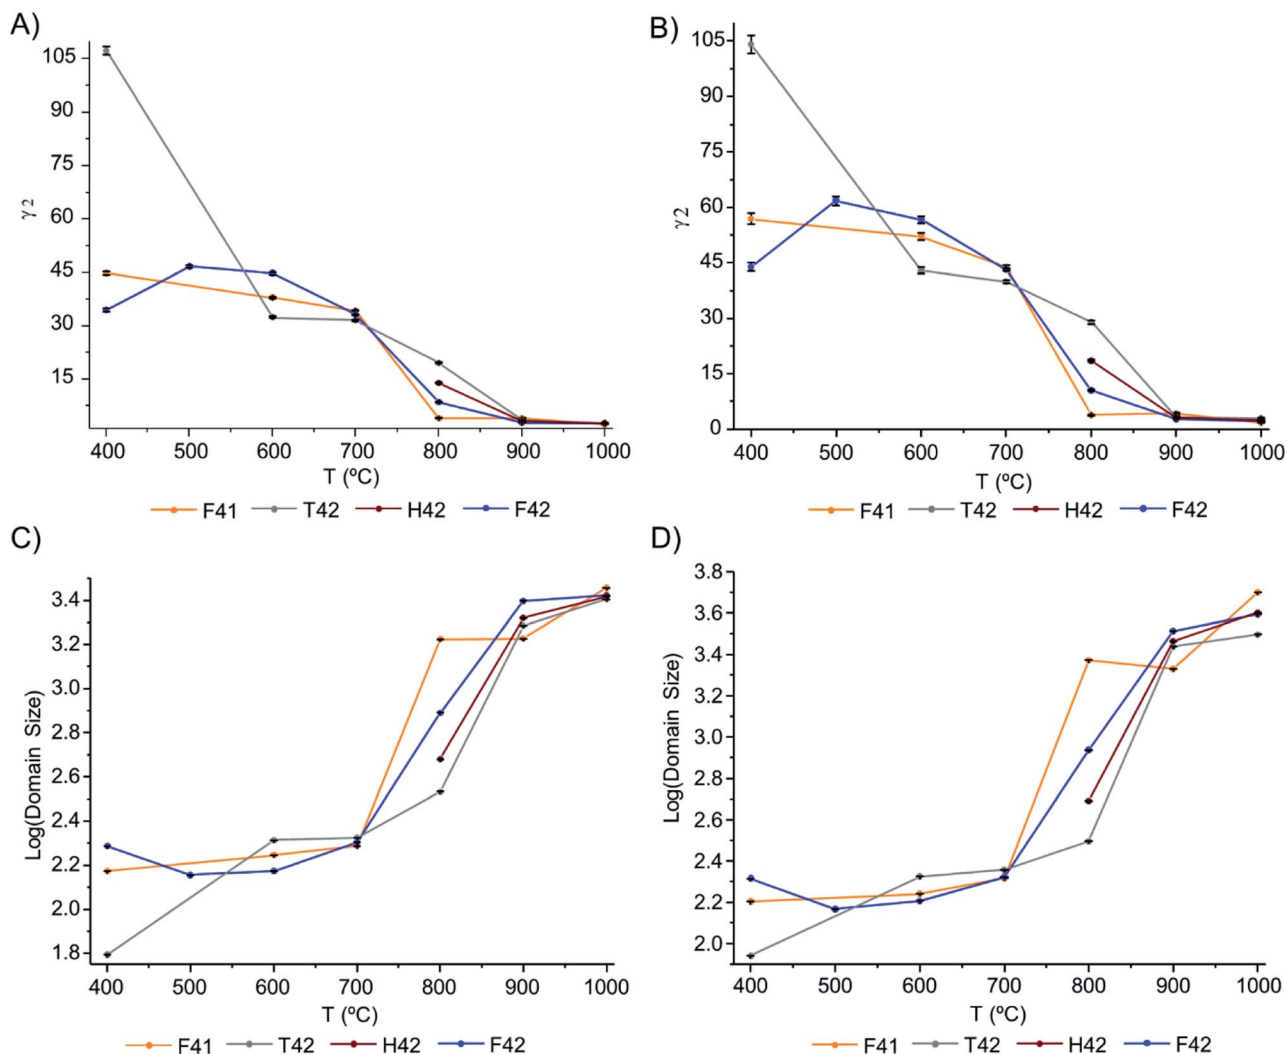 A)
γ2
105
90
75
60
45
30
15
400 500 600 700 800 900 1000
T (ºC)
F41 T42 H42 F42
B)
γ2
105
90
75
60
45
30
15
0
400 500 600 700 800 900 1000
T (ºC)
F41 T42 H42 F42
C)
Log(Domain Size)
3.4
3.2
3.0
2.8
2.6
2.4
2.2
2.0
1.8
400 500 600 700 800 900 1000
T (ºC)
F41 T42 H42 F42
D)
Log(Domain Size)
3.8
3.6
3.4
3.2
3.0
2.8
2.6
2.4
2.2
2.0
400 500 600 700 800 900 1000
T (ºC)
F41 T42 H42 F42